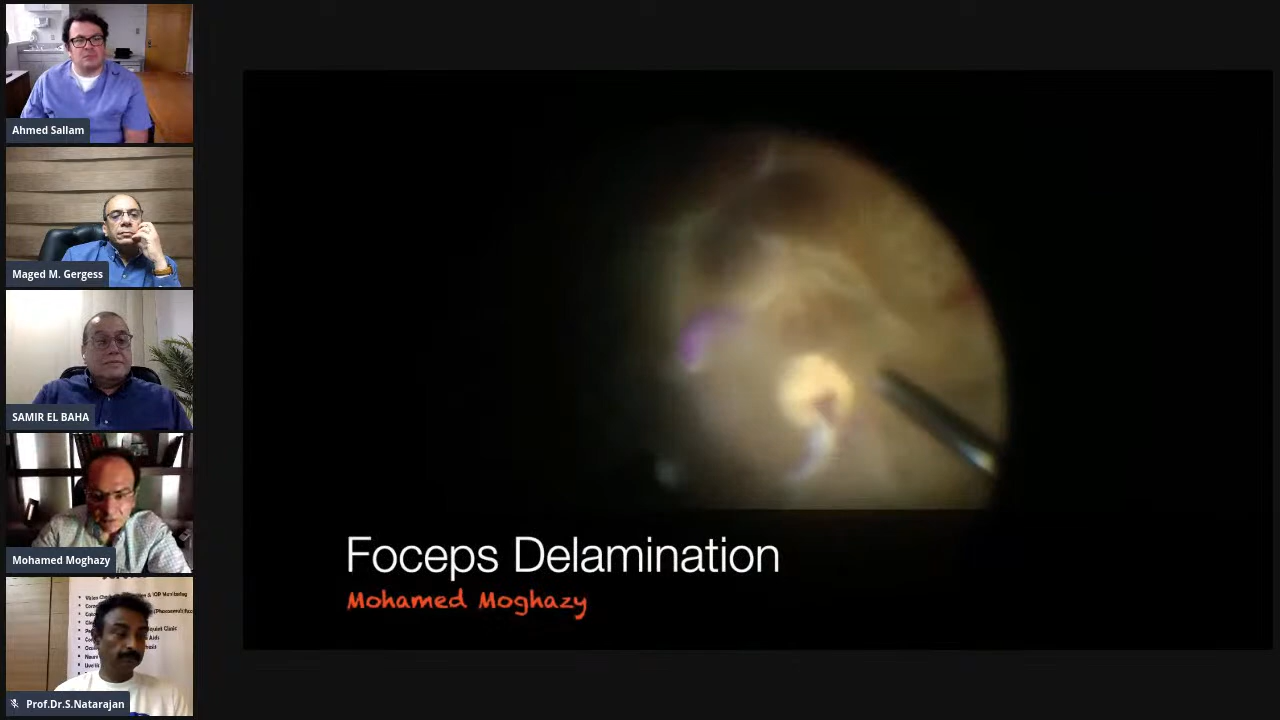 Ahmed Sallam
Maged M. Gergess
SAMIR EL BAHA
Mohamed Moghazy
Prof.Dr.S.Natarajan
Foceps Delamination
Mohamed Moghazy